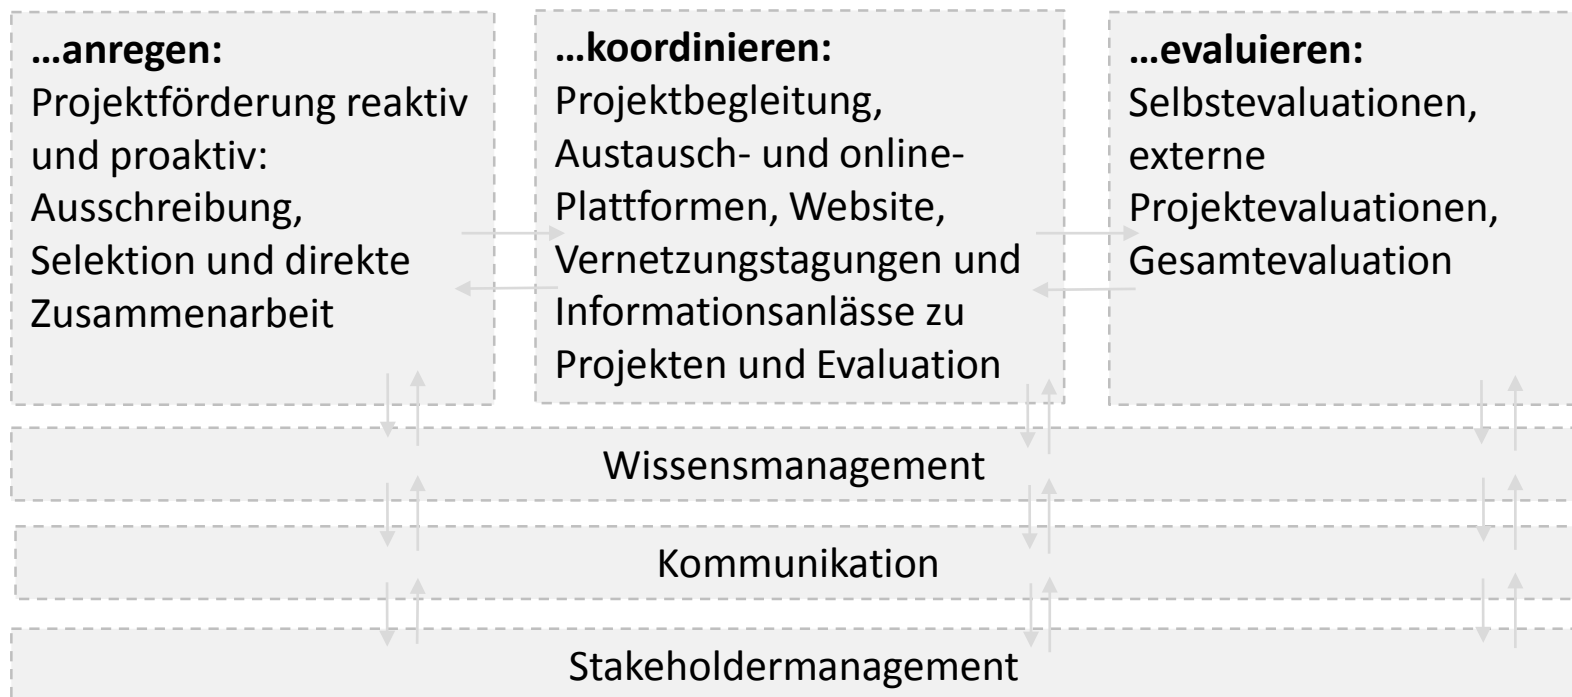 …anregen:
Projektförderung reaktiv
und proaktiv:
Ausschreibung,
Selektion und direkte
Zusammenarbeit
…koordinieren:
Projektbegleitung,
Austausch- und online-
Plattformen, Website,
Vernetzungstagungen und
Informationsanlässe zu
Projekten und Evaluation
…evaluieren:
Selbstevaluationen,
externe
Projektevaluationen,
Gesamtevaluation
Wissensmanagement
Kommunikation
Stakeholdermanagement